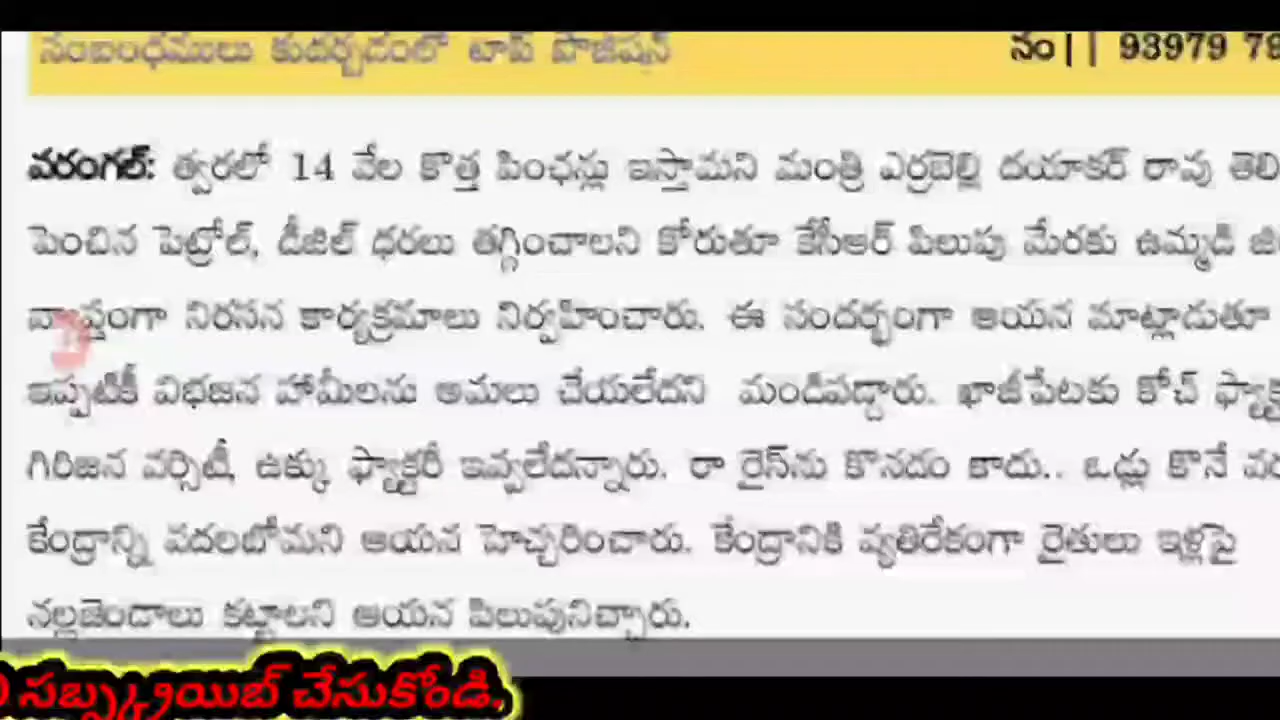 సంబంధములు కుదర్చడంలో టాప్ పొజిషన్ నం|| 93979 79
వరంగల్: త్వరలో 14 వేల కొత్త పింఛన్లు ఇస్తామని మంత్రి ఎర్రబెల్లి దయాకర్ రావు తెలి
పెంచిన పెట్రోల్, డీజిల్ ధరలు తగ్గించాలని కోరుతూ కేసీఆర్ పిలుపు మేరకు ఉమ్మడి జి
వ్యాప్తంగా నిరసన కార్యక్రమాలు నిర్వహించారు. ఈ సందర్భంగా ఆయన మాట్లాడుతూ
ఇప్పటికీ విభజన హామీలను అమలు చేయలేదని మండిపడ్డారు. ఖాజీపేటకు కోచ్ ఫ్యాక్ట
గిరిజన వర్సిటీ, ఉక్కు ఫ్యాక్టరీ ఇవ్వలేదన్నారు. రా రైస్‌ను కొనడం కాదు.. ఒడ్లు కొనే వర
కేంద్రాన్ని వదలబోమని ఆయన హెచ్చరించారు. కేంద్రానికి వ్యతిరేకంగా రైతులు ఇళ్లపై
నల్లజెండాలు కట్టాలని ఆయన పిలుపునిచ్చారు.
సబ్స్క్రయిబ్ చేసుకోండి.